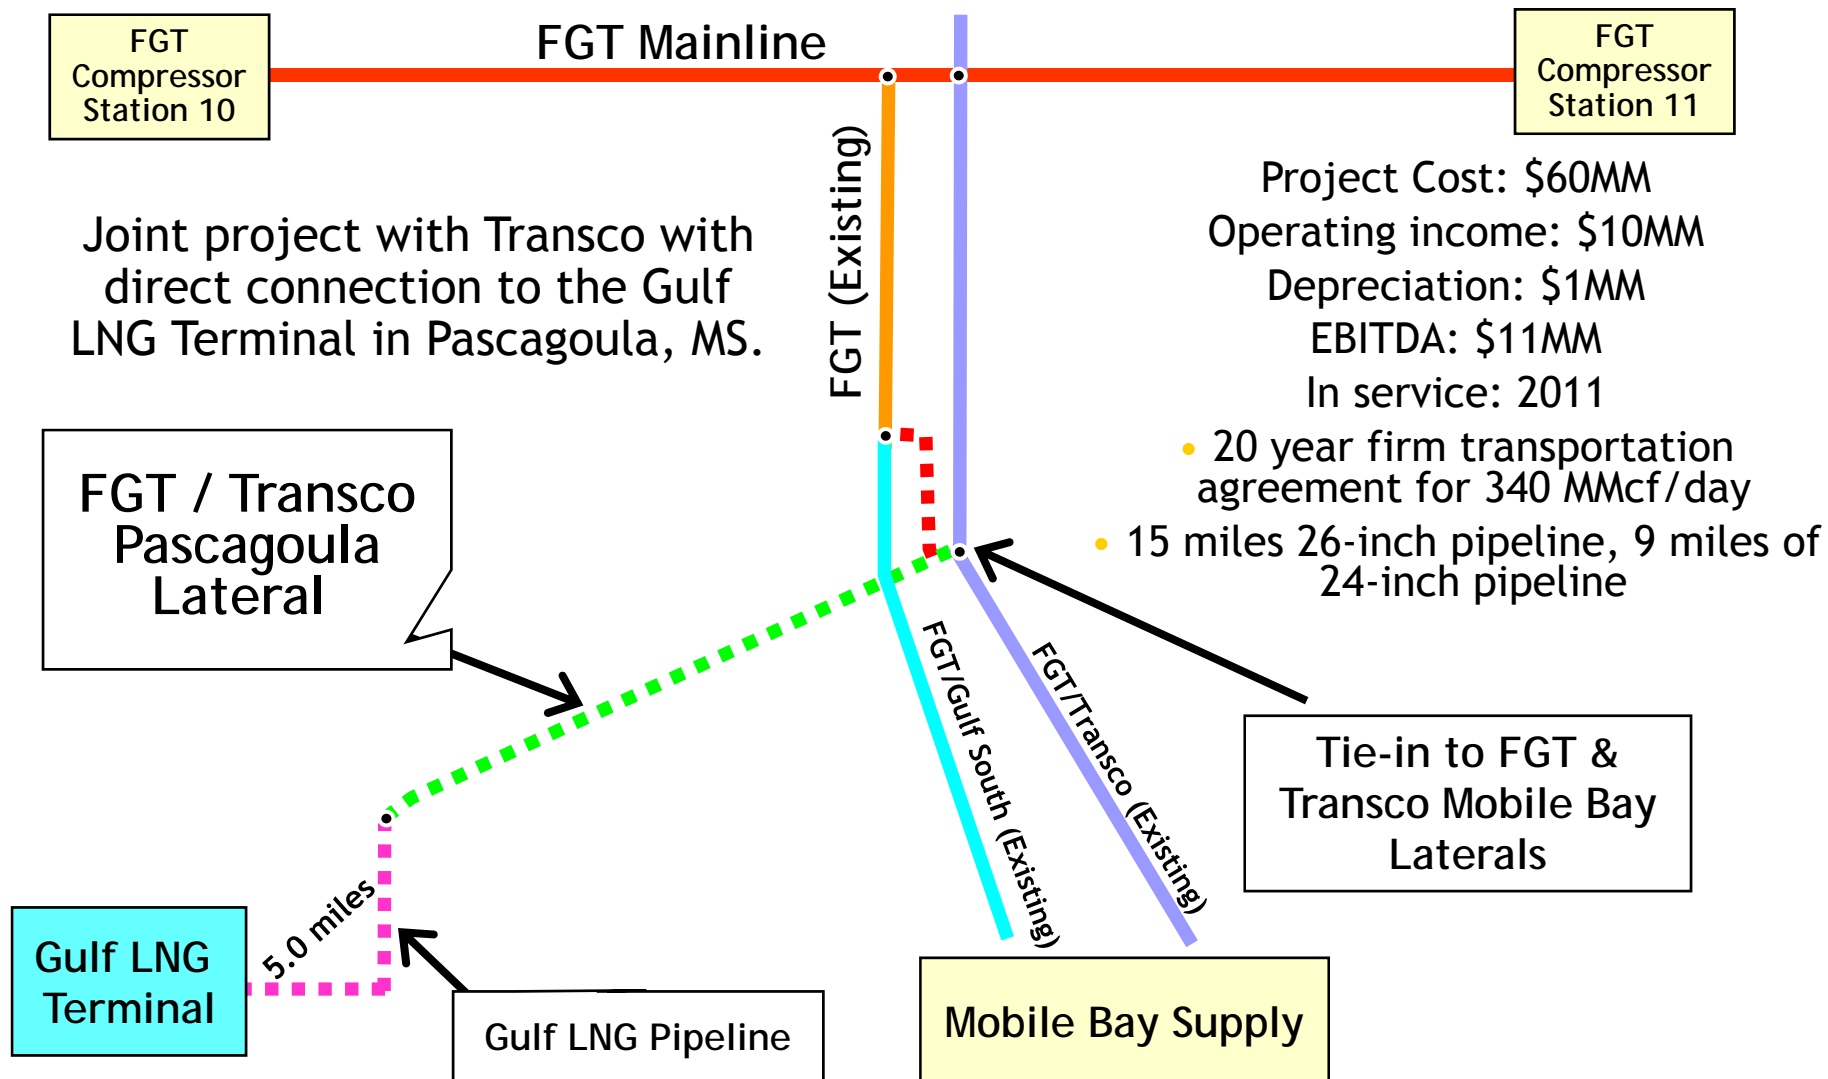 FGT
Compressor
Station 10
FGT Mainline
FGT
Compressor
Station 11
FGT (Existing)
Joint project with Transco with
direct connection to the Gulf
LNG Terminal in Pascagoula, MS.
Project Cost: $60MM
Operating income: $10MM
Depreciation: $1MM
EBITDA: $11MM
In service: 2011
• 20 year firm transportation
agreement for 340 MMcf/day
• 15 miles 26-inch pipeline, 9 miles of
24-inch pipeline
FGT / Transco
Pascagoula
Lateral
FGT/Gulf South (Existing)
FGT/Transco (Existing)
Tie-in to FGT &
Transco Mobile Bay
Laterals
5.0 miles
Gulf LNG
Terminal
Gulf LNG Pipeline
Mobile Bay Supply